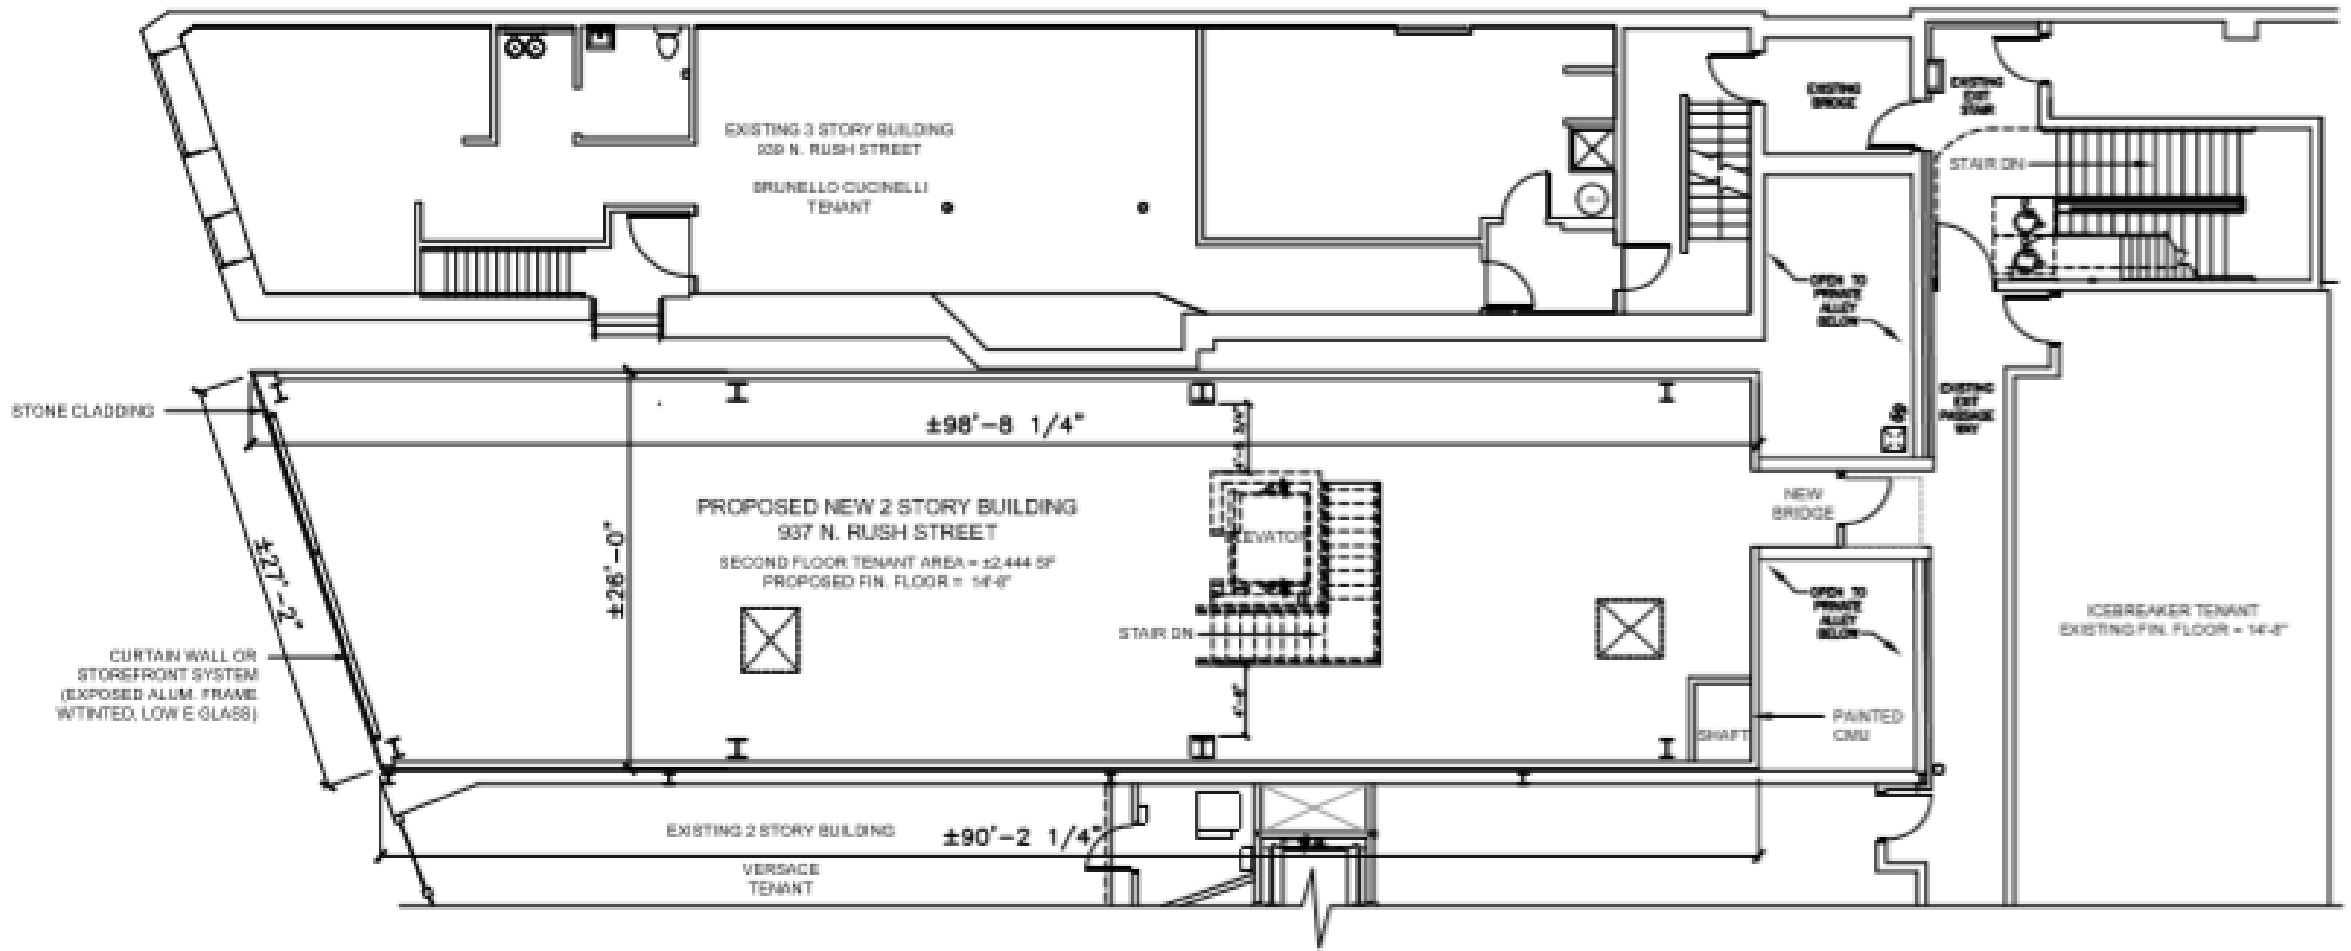 EXISTING 3 STORY BUILDING
939 N. RUSH STREET
BRUNELLO CUCINELLI
TENANT
EXISTING
BRIDGE
EXISTING
EXIT
STAIR
STAIR DN
OPEN TO
PRIVATE
ALLEY
BELOW
STONE CLADDING
±98'-8 1/4"
EXISTING
EXIT
PASSAGE
WAY
PROPOSED NEW 2 STORY BUILDING
937 N. RUSH STREET
SECOND FLOOR TENANT AREA = ±2,444 SF
PROPOSED FIN. FLOOR = 14'-8"
±26'-0"
±27'-2"
ELEVATOR
NEW
BRIDGE
STAIR DN
OPEN TO
PRIVATE
ALLEY
BELOW
ICEBREAKER TENANT
EXISTING FIN. FLOOR = 14'-8"
CURTAIN WALL OR
STOREFRONT SYSTEM
(EXPOSED ALUM. FRAME
W/TINTED, LOW E GLASS)
4'-8"
SHAFT
PAINTED
CMU
EXISTING 2 STORY BUILDING
±90'-2 1/4"
VERSACE
TENANT